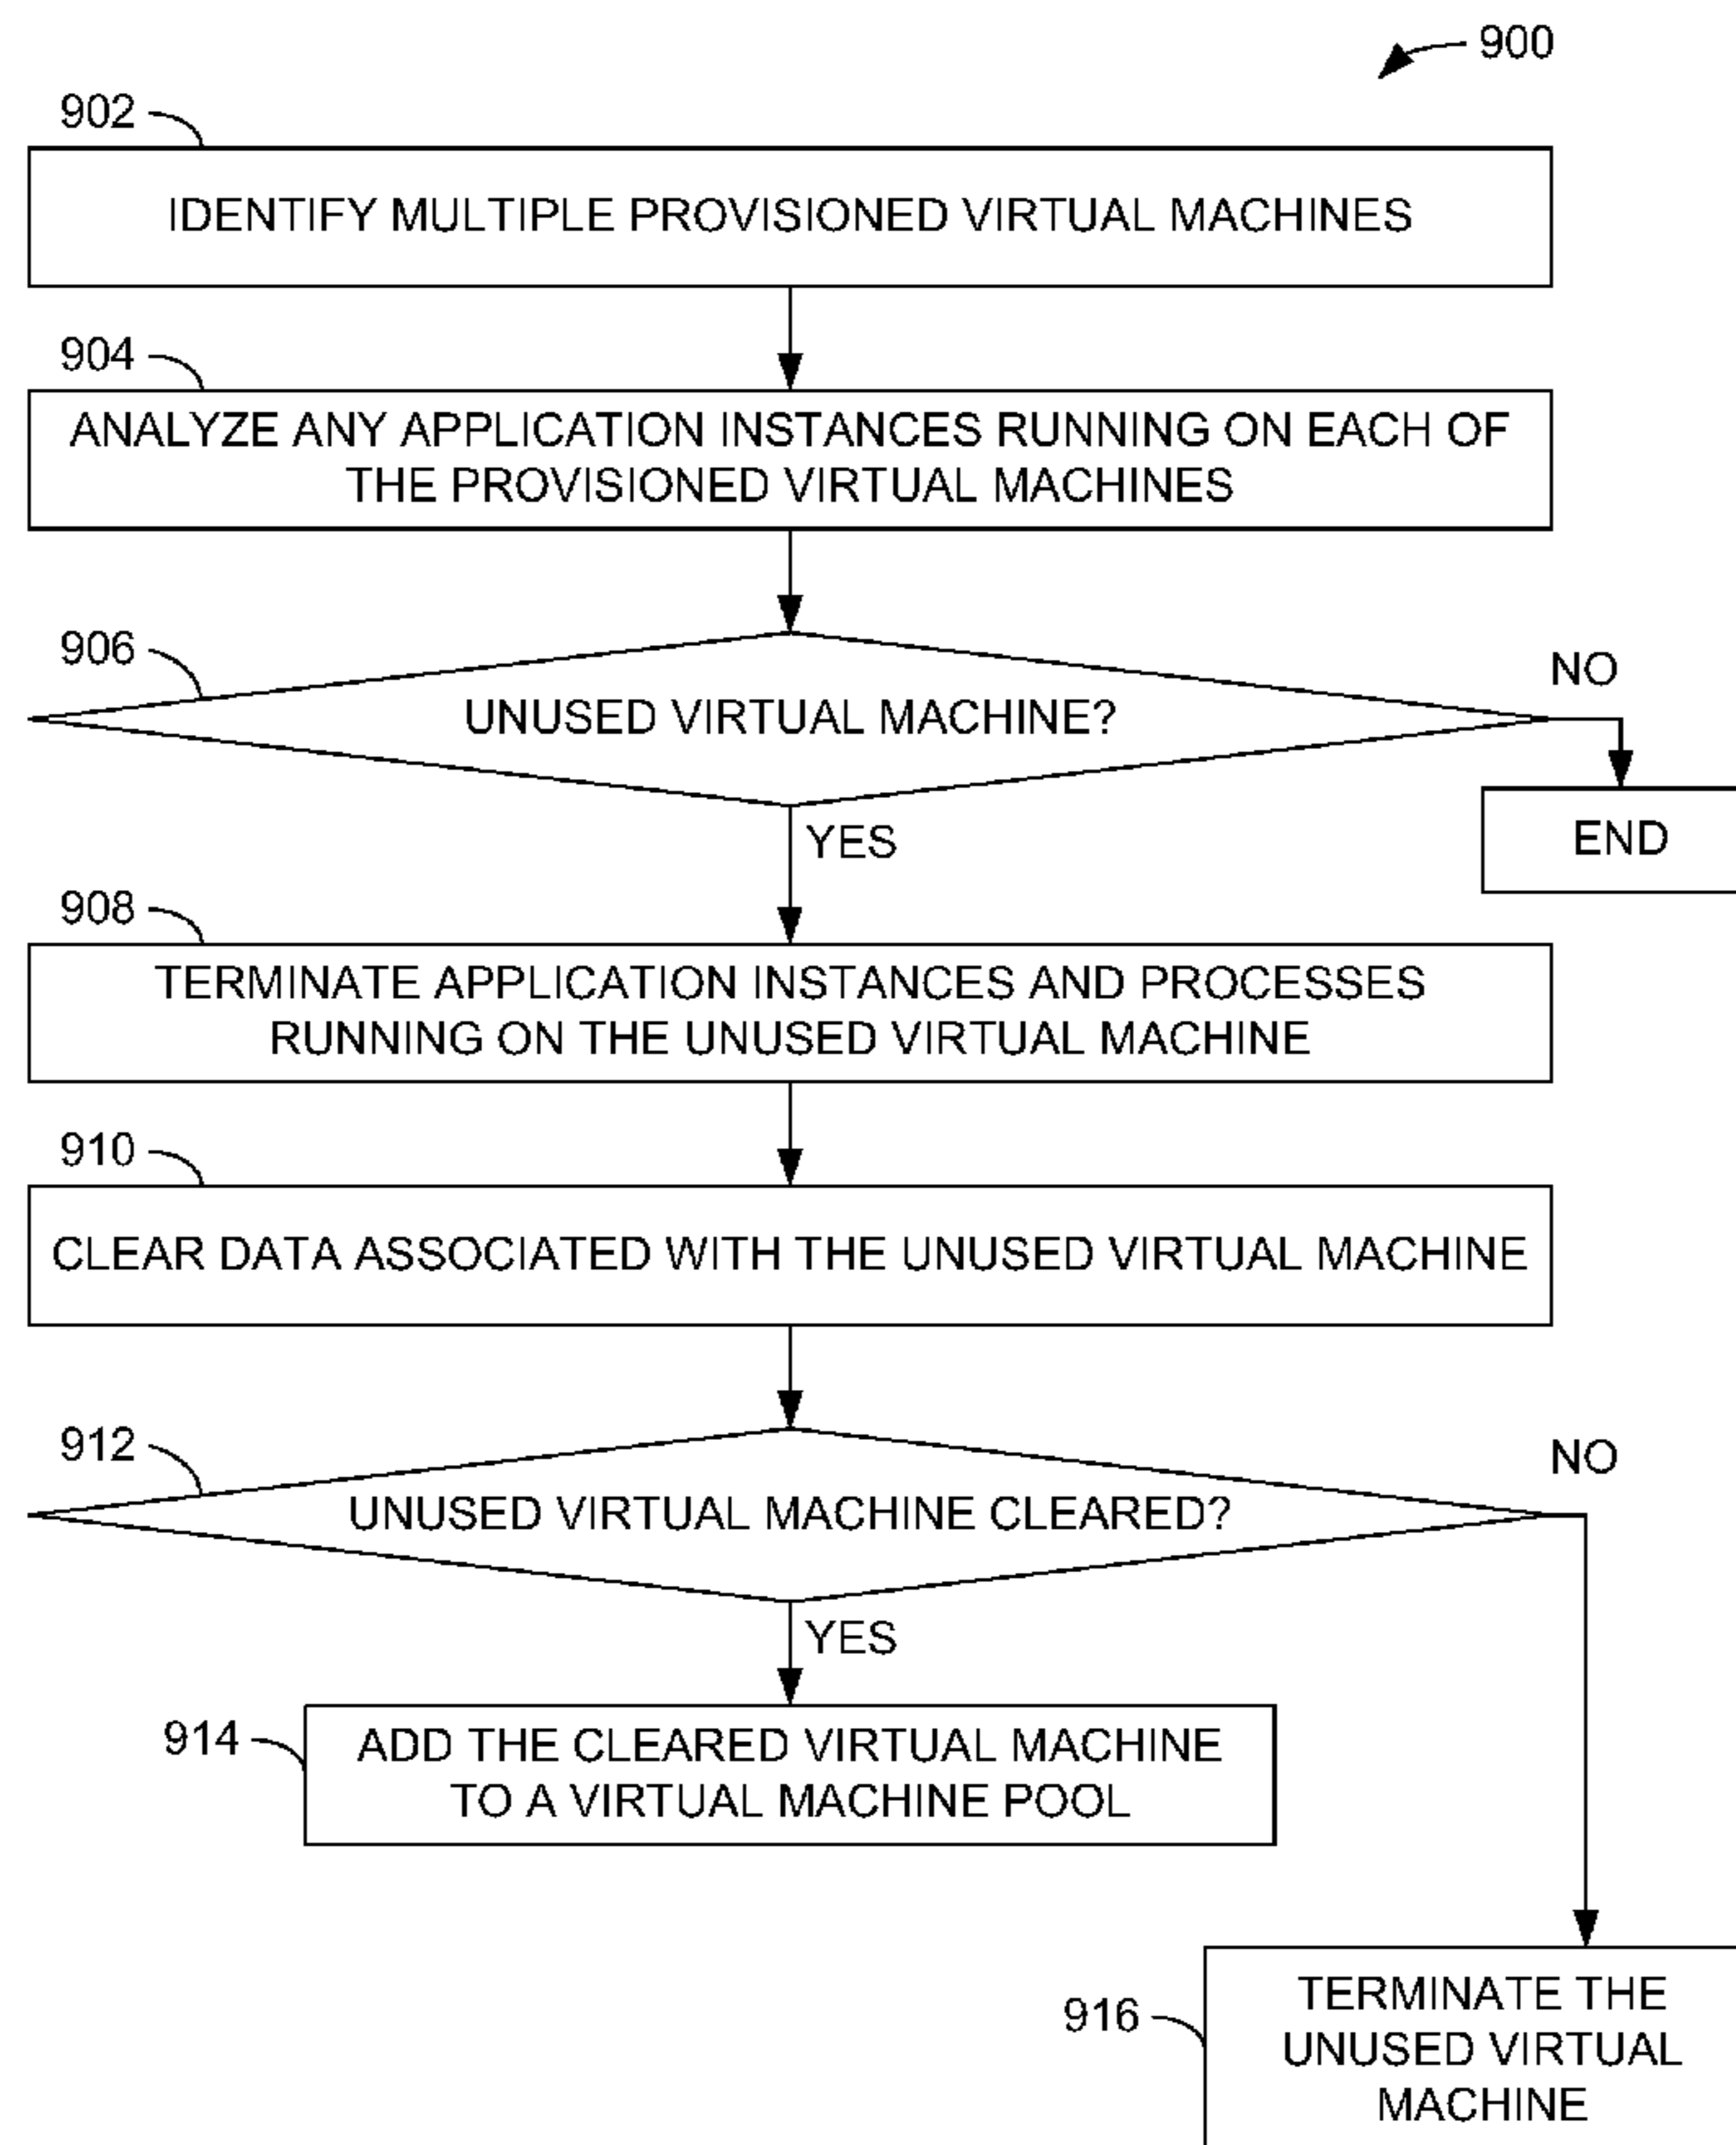 900
902
IDENTIFY MULTIPLE PROVISIONED VIRTUAL MACHINES
904
ANALYZE ANY APPLICATION INSTANCES RUNNING ON EACH OF
THE PROVISIONED VIRTUAL MACHINES
906
UNUSED VIRTUAL MACHINE?
NO
END
YES
908
TERMINATE APPLICATION INSTANCES AND PROCESSES
RUNNING ON THE UNUSED VIRTUAL MACHINE
910
CLEAR DATA ASSOCIATED WITH THE UNUSED VIRTUAL MACHINE
912
UNUSED VIRTUAL MACHINE CLEARED?
NO
YES
914
ADD THE CLEARED VIRTUAL MACHINE
TO A VIRTUAL MACHINE POOL
916
TERMINATE THE
UNUSED VIRTUAL
MACHINE